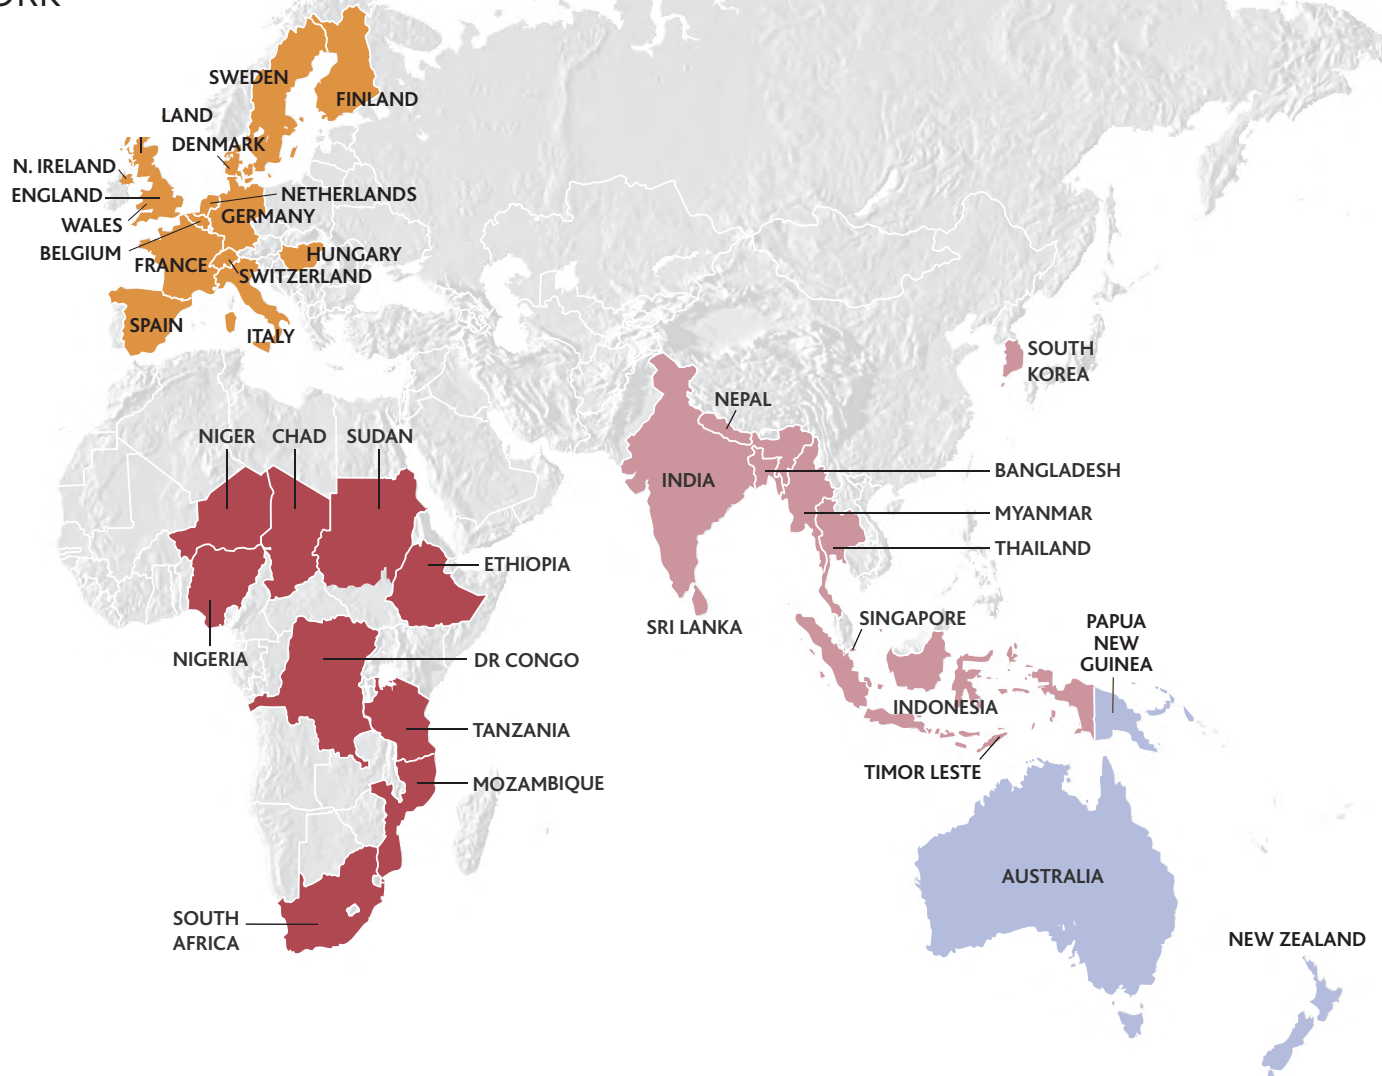 SWEDEN
FINLAND
LAND
DENMARK
N. IRELAND
ENGLAND
NETHERLANDS
GERMANY
WALES
BELGIUM
HUNGARY
FRANCE
SWITZERLAND
SPAIN
ITALY
SOUTH
KOREA
NEPAL
NIGER
CHAD
SUDAN
INDIA
BANGLADESH
MYANMAR
THAILAND
ETHIOPIA
SRI LANKA
SINGAPORE
PAPUA
NEW
GUINEA
NIGERIA
DR CONGO
INDONESIA
TANZANIA
TIMOR LESTE
MOZAMBIQUE
AUSTRALIA
SOUTH
AFRICA
NEW ZEALAND